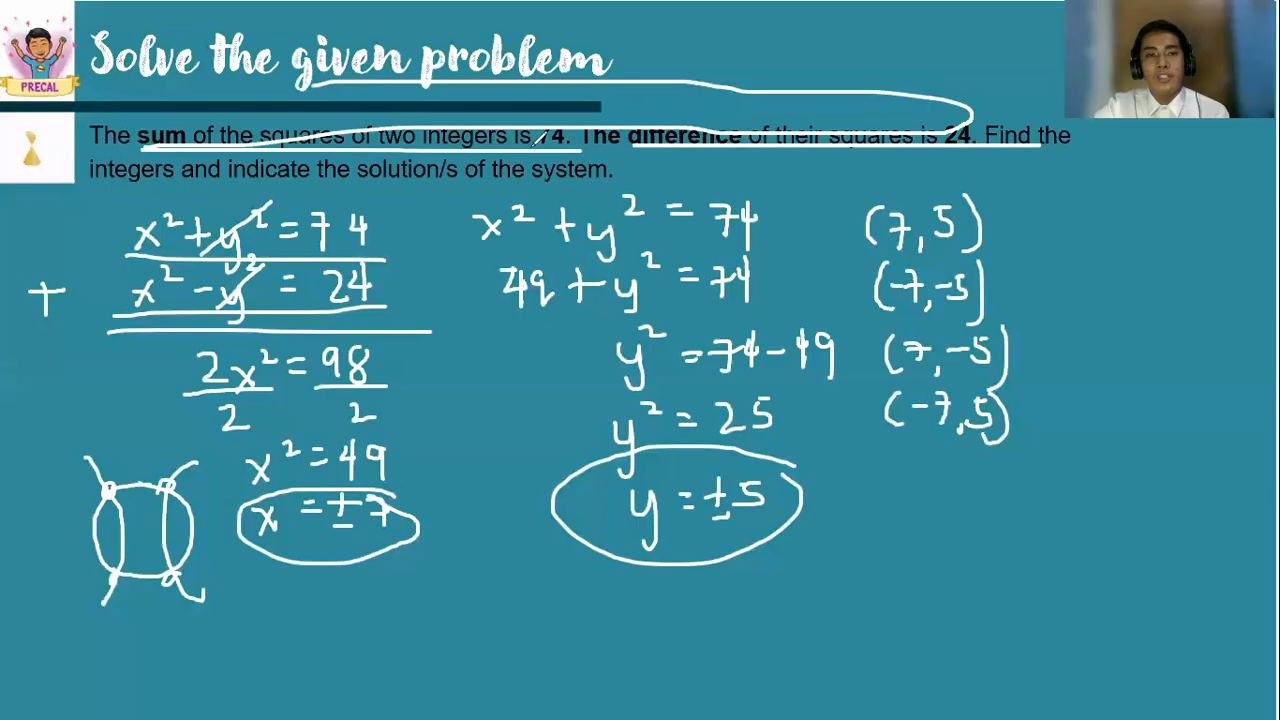 Solve the given problem
PRECAL
The sum of the squares of two integers is 74. The difference of their squares is 24. Find the
integers and indicate the solution/s of the system.
x² + y² = 74
+ x² - y² = 24
2x² = 98
2 2
x² = 49
x = ±7
x² + y² = 74
49 + y² = 74
y² = 74 - 49
y² = 25
y = ±5
(7, 5)
(-7, -5)
(7, -5)
(-7, 5)